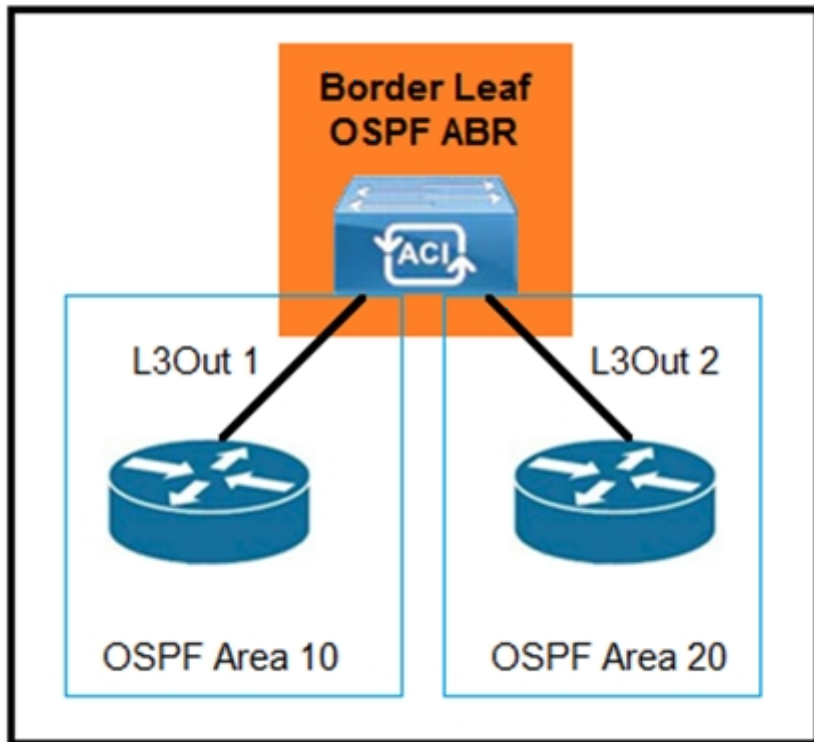 Border Leaf
OSPF ABR
ACI
L3Out 1
L3Out 2
OSPF Area 10
OSPF Area 20